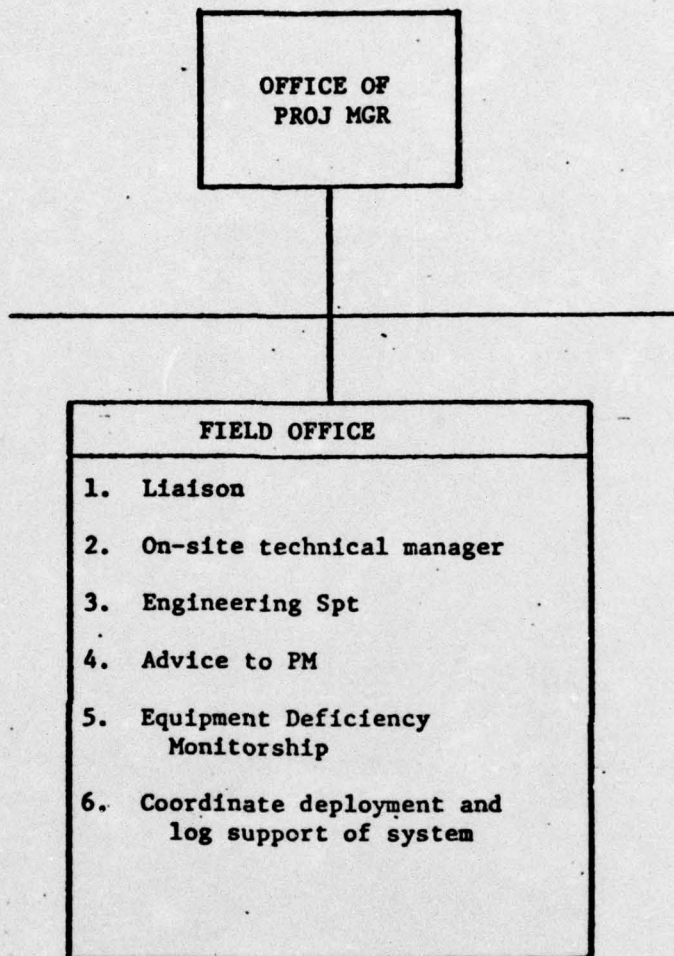 OFFICE OF
PROJ MGR
FIELD OFFICE
1. Liaison
2. On-site technical manager
3. Engineering Spt
4. Advice to PM
5. Equipment Deficiency
Monitorship
6. Coordinate deployment and
log support of system